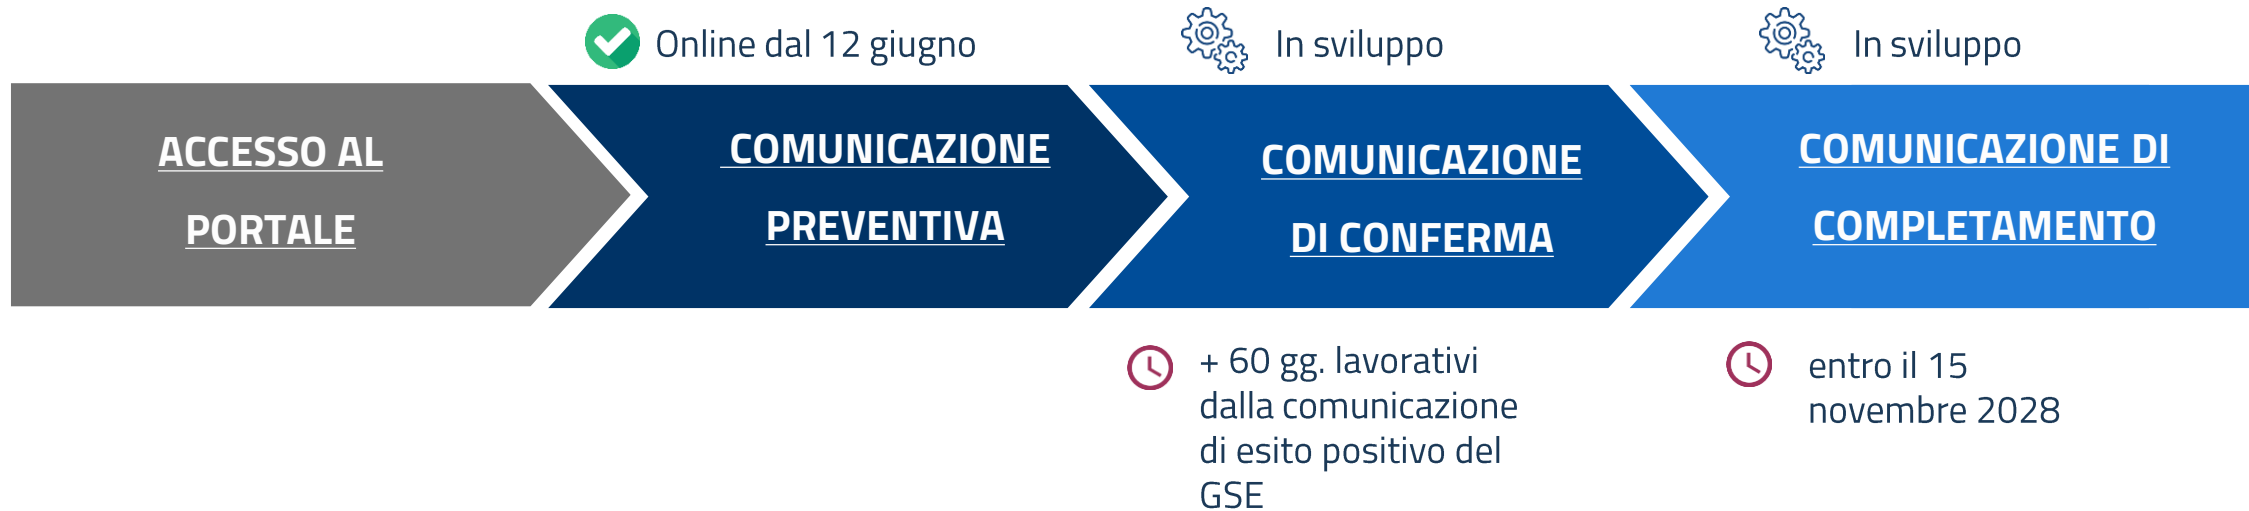 Online dal 12 giugno
In sviluppo
In sviluppo
ACCESSO AL
PORTALE
COMUNICAZIONE
PREVENTIVA
COMUNICAZIONE
DI CONFERMA
COMUNICAZIONE DI
COMPLETAMENTO
+ 60 gg. lavorativi
dalla comunicazione
di esito positivo del
GSE
entro il 15
novembre 2028